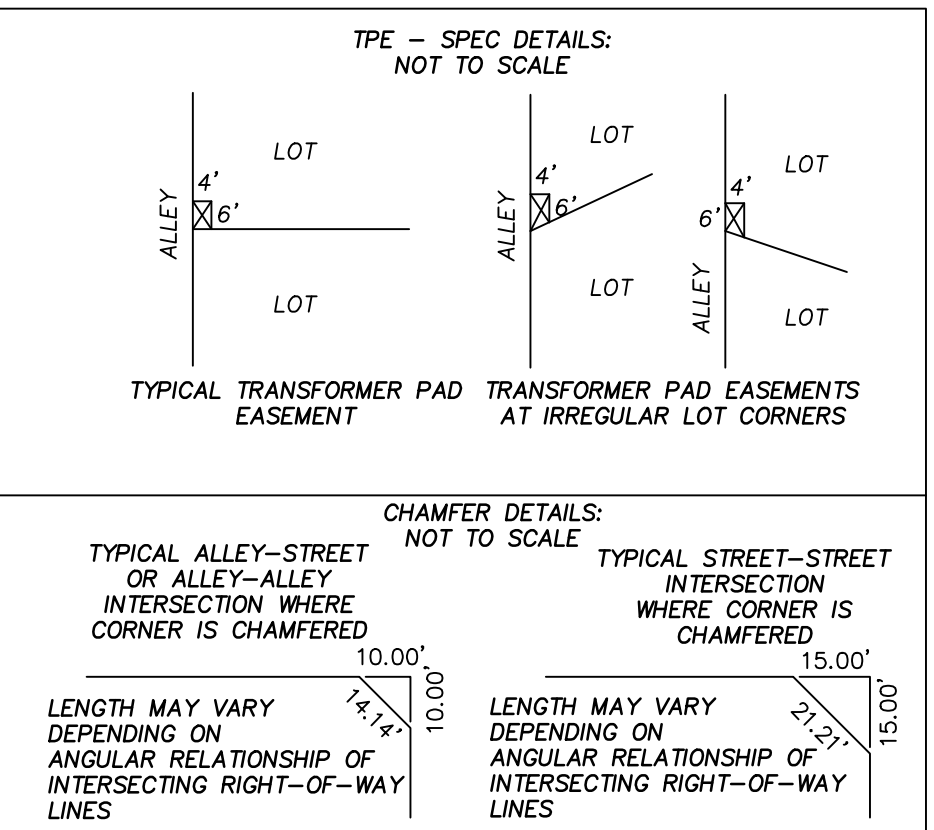 TPE – SPEC DETAILS:
NOT TO SCALE
LOT
4'
6'
ALLEY
LOT
LOT
4'
6'
ALLEY
LOT
LOT
4'
6'
ALLEY
LOT
TYPICAL TRANSFORMER PAD
EASEMENT
TRANSFORMER PAD EASEMENTS
AT IRREGULAR LOT CORNERS
CHAMFER DETAILS:
NOT TO SCALE
TYPICAL ALLEY–STREET
OR ALLEY–ALLEY
INTERSECTION WHERE
CORNER IS CHAMFERED
10.00'
10.00'
14.14'
LENGTH MAY VARY
DEPENDING ON
ANGULAR RELATIONSHIP OF
INTERSECTING RIGHT–OF–WAY
LINES
TYPICAL STREET–STREET
INTERSECTION
WHERE CORNER IS
CHAMFERED
15.00'
15.00'
21.21'
LENGTH MAY VARY
DEPENDING ON
ANGULAR RELATIONSHIP OF
INTERSECTING RIGHT–OF–WAY
LINES